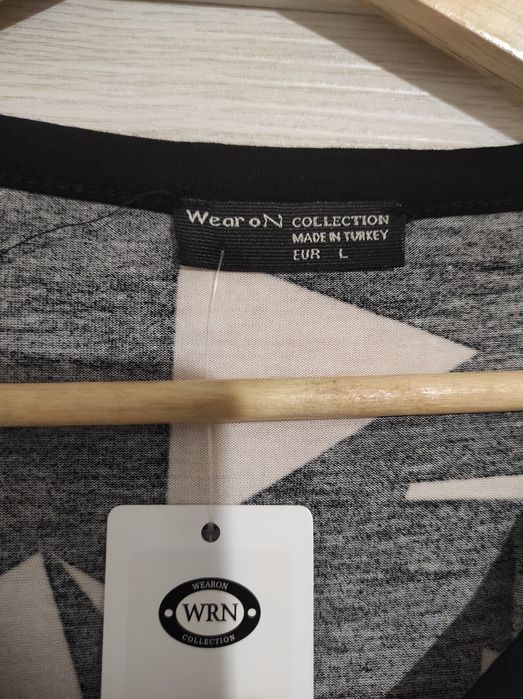 WearoN COLLECTION
MADE IN TURKEY
EUR L
WEARON
WRN
COLLECTION